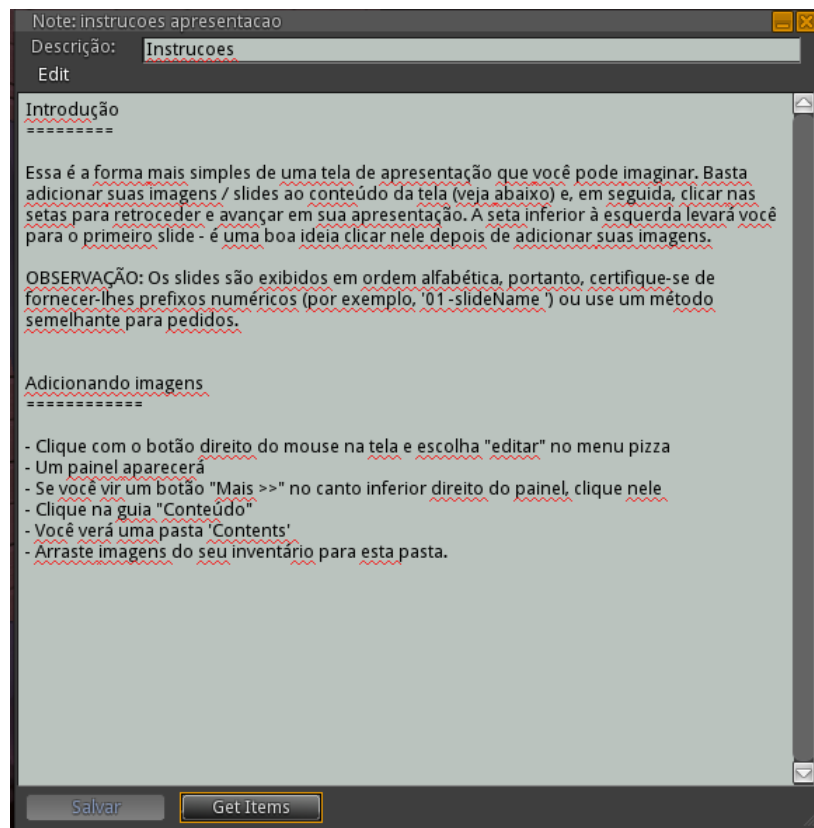 Note: instrucoes apresentacao
Descrição: Instrucoes
Edit
Introdução
=========
Essa é a forma mais simples de uma tela de apresentação que você pode imaginar. Basta
adicionar suas imagens / slides ao conteúdo da tela (veja abaixo) e, em seguida, clicar nas
setas para retroceder e avançar em sua apresentação. A seta inferior à esquerda levará você
para o primeiro slide - é uma boa ideia clicar nele depois de adicionar suas imagens.
OBSERVAÇÃO: Os slides são exibidos em ordem alfabética, portanto, certifique-se de
fornecer-lhes prefixos numéricos (por exemplo, '01-slideName') ou use um método
semelhante para pedidos.
Adicionando imagens
============
- Clique com o botão direito do mouse na tela e escolha "editar" no menu pizza
- Um painel aparecerá
- Se você vir um botão "Mais >>" no canto inferior direito do painel, clique nele
- Clique na guia "Conteúdo"
- Você verá uma pasta 'Contents'
- Arraste imagens do seu inventário para esta pasta.
Salvar Get Items